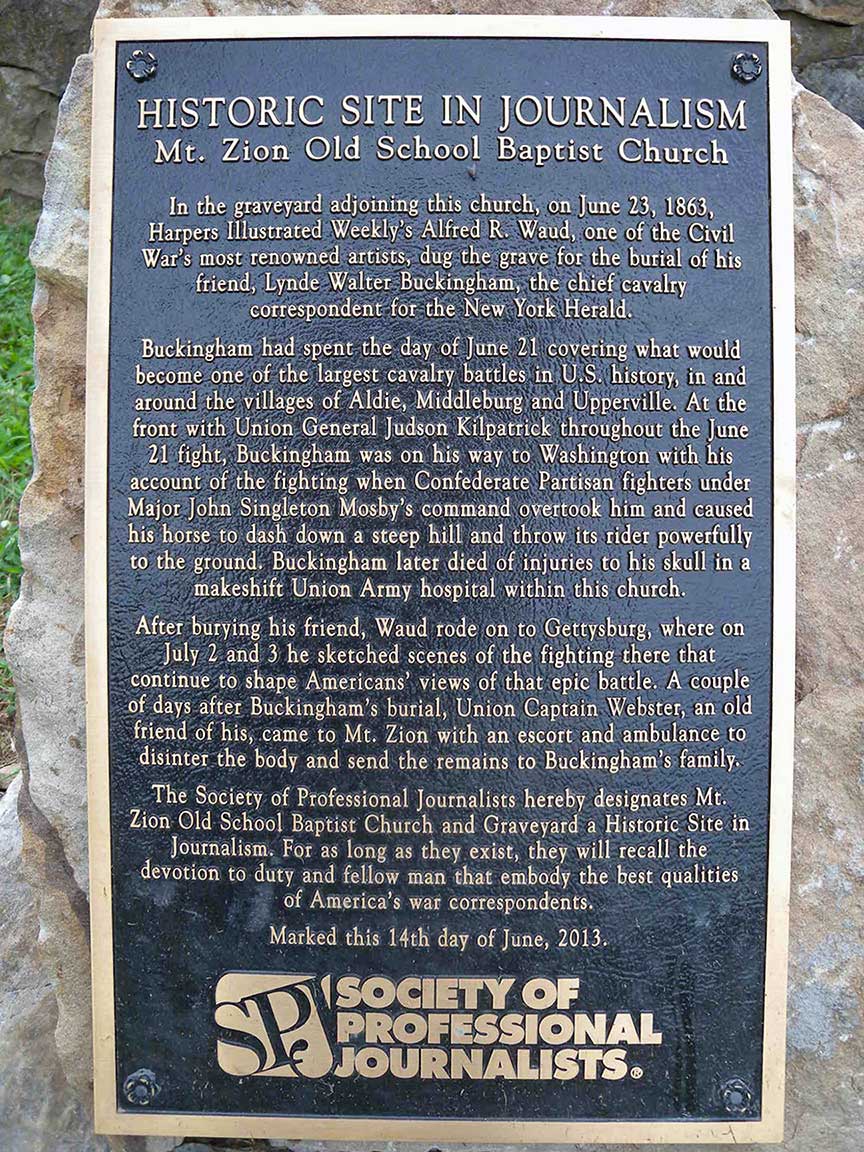 HISTORIC SITE IN JOURNALISM
Mt. Zion Old School Baptist Church
In the graveyard adjoining this church, on June 23, 1863,
Harpers Illustrated Weekly's Alfred R. Waud, one of the Civil
War's most renowned artists, dug the grave for the burial of his
friend, Lynde Walter Buckingham, the chief cavalry
correspondent for the New York Herald.
Buckingham had spent the day of June 21 covering what would
become one of the largest cavalry battles in U.S. history, in and
around the villages of Aldie, Middleburg and Upperville. At the
front with Union General Judson Kilpatrick throughout the June
21 fight, Buckingham was on his way to Washington with his
account of the fighting when Confederate Partisan fighters under
Major John Singleton Mosby's command overtook him and caused
his horse to dash down a steep hill and throw its rider powerfully
to the ground. Buckingham later died of injuries to his skull in a
makeshift Union Army hospital within this church.
After burying his friend, Waud rode on to Gettysburg, where on
July 2 and 3 he sketched scenes of the fighting there that
continue to shape Americans' views of that epic battle. A couple
of days after Buckingham's burial, Union Captain Webster, an old
friend of his, came to Mt. Zion with an escort and ambulance to
disinter the body and send the remains to Buckingham's family.
The Society of Professional Journalists hereby designates Mt.
Zion Old School Baptist Church and Graveyard a Historic Site in
Journalism. For as long as they exist, they will recall the
devotion to duty and fellow man that embody the best qualities
of America's war correspondents.
Marked this 14th day of June, 2013.
SPJ SOCIETY OF
PROFESSIONAL
JOURNALISTS.®